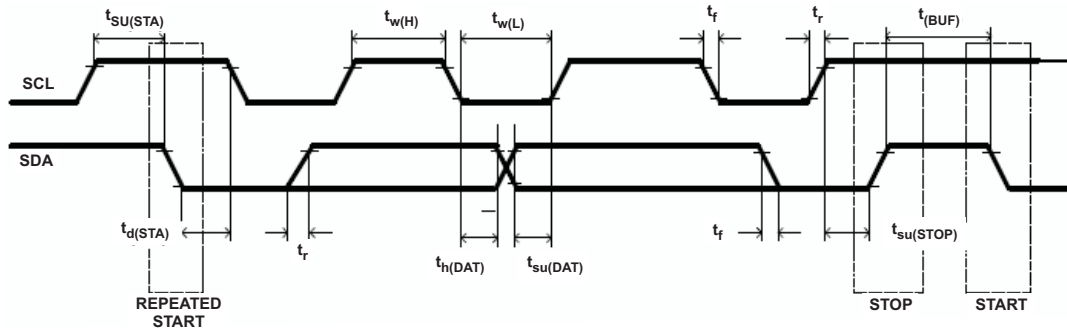 tSU(STA)
tw(H)
tw(L)
tf
tr
t(BUF)
SCL
SDA
td(STA)
tr
th(DAT)
tsu(DAT)
tf
tsu(STOP)
REPEATED
START
STOP
START